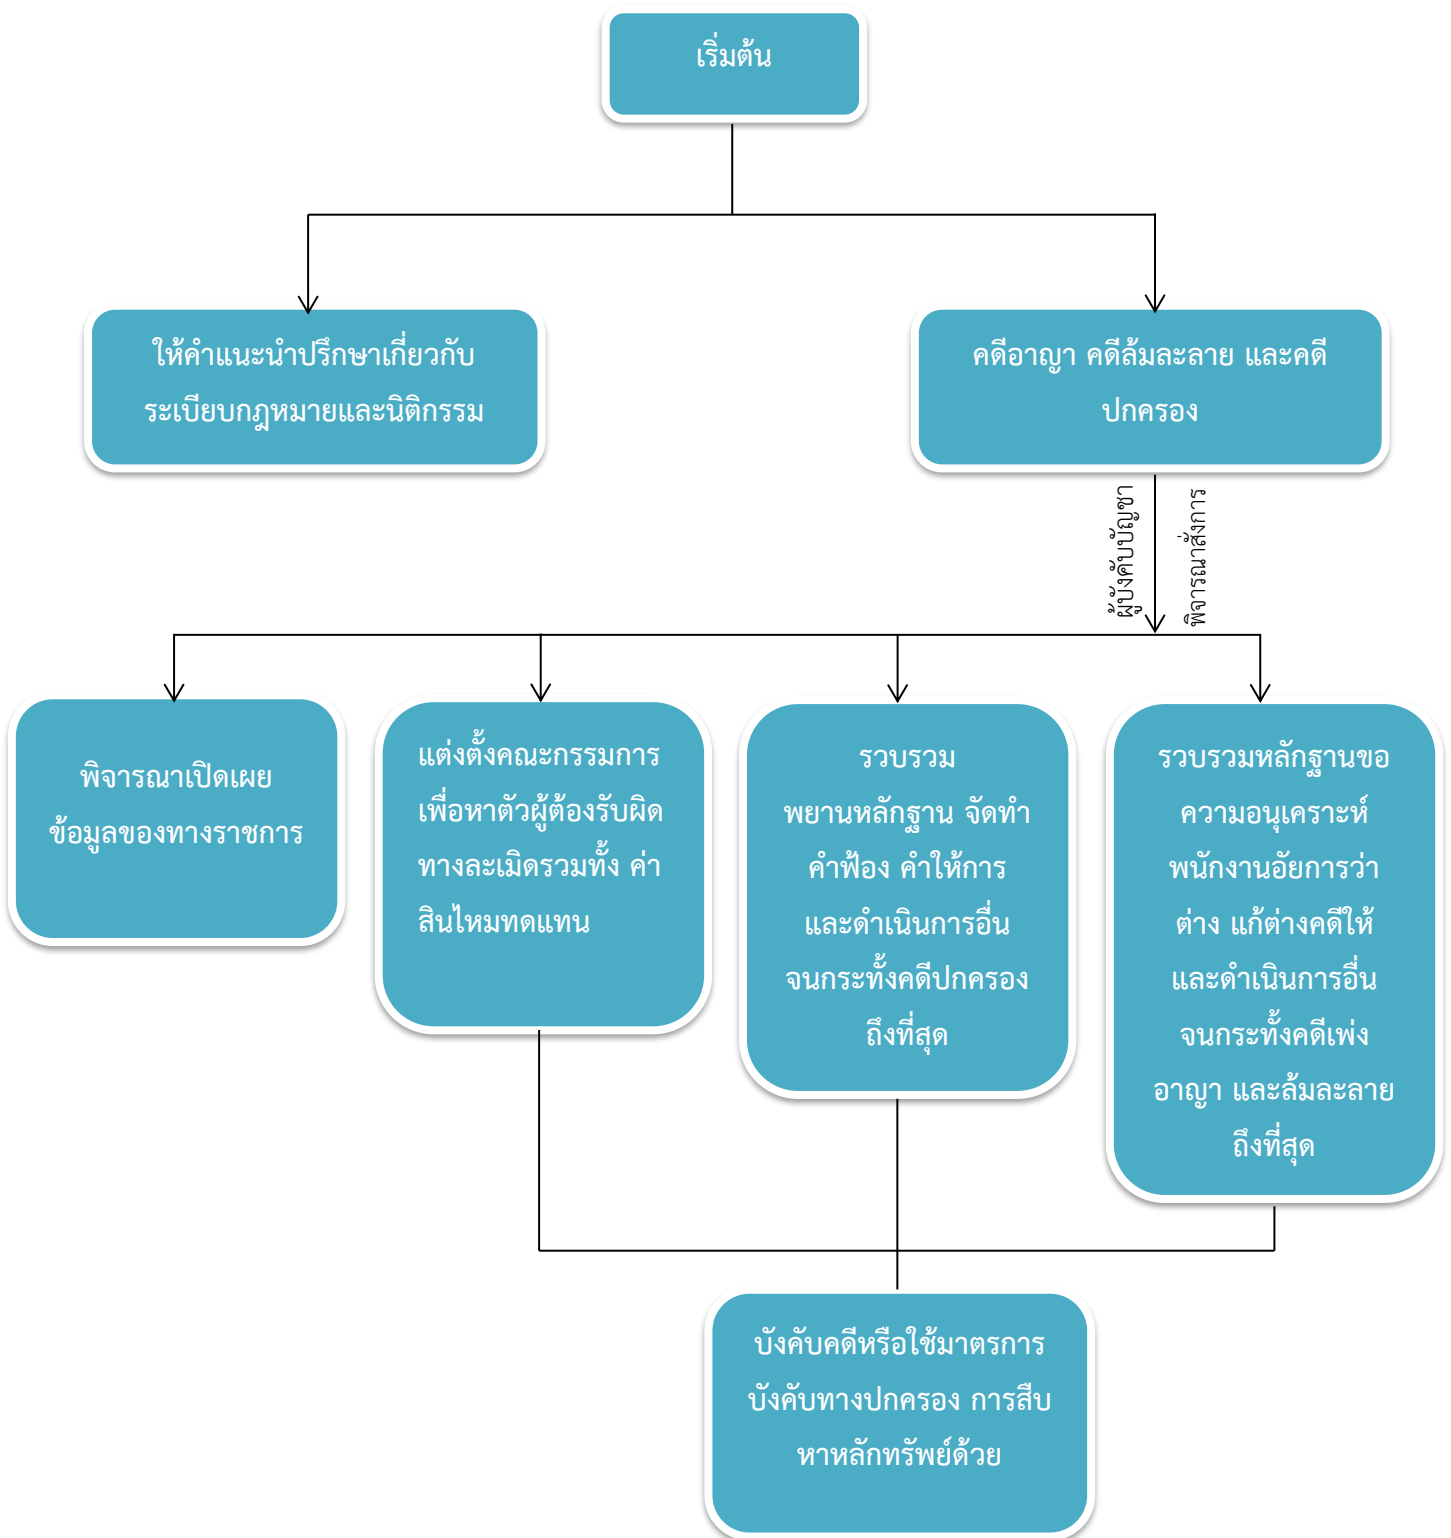 เริ่มต้น
ให้คำแนะนำปรึกษาเกี่ยวกับ
ระเบียบกฎหมายและนิติกรรม
คดีอาญา คดีล้มละลาย และคดี
ปกครอง
ผู้บังคับบัญชา
พิจารณาสั่งการ
พิจารณาเปิดเผย
ข้อมูลของทางราชการ
แต่งตั้งคณะกรรมการ
เพื่อหาตัวผู้ต้องรับผิด
ทางละเมิดรวมทั้ง ค่า
สินไหมทดแทน
รวบรวม
พยานหลักฐาน จัดทำ
คำฟ้อง คำให้การ
และดำเนินการอื่น
จนกระทั้งคดีปกครอง
ถึงที่สุด
รวบรวมหลักฐานขอ
ความอนุเคราะห์
พนักงานอัยการว่า
ต่าง แก้ต่างคดีให้
และดำเนินการอื่น
จนกระทั้งคดีเพ่ง
อาญา และล้มละลาย
ถึงที่สุด
บังคับคดีหรือใช้มาตรการ
บังคับทางปกครอง การสืบ
หาหลักทรัพย์ด้วย